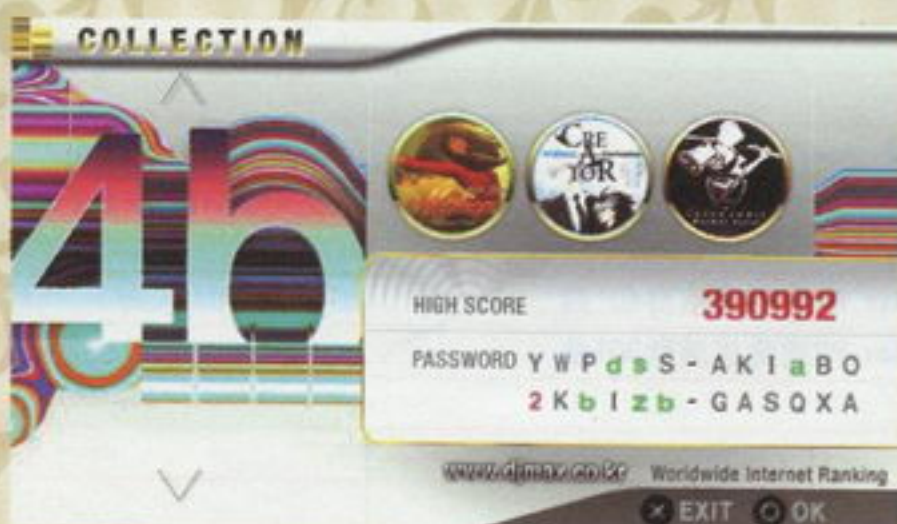 COLLECTION
4b
CRE
A
TOR
HIGH SCORE 390992
PASSWORD Y W P d s S - A K I a B O
2 K b I z b - G A S Q X A
www.djmax.co.kr Worldwide Internet Ranking
EXIT OK